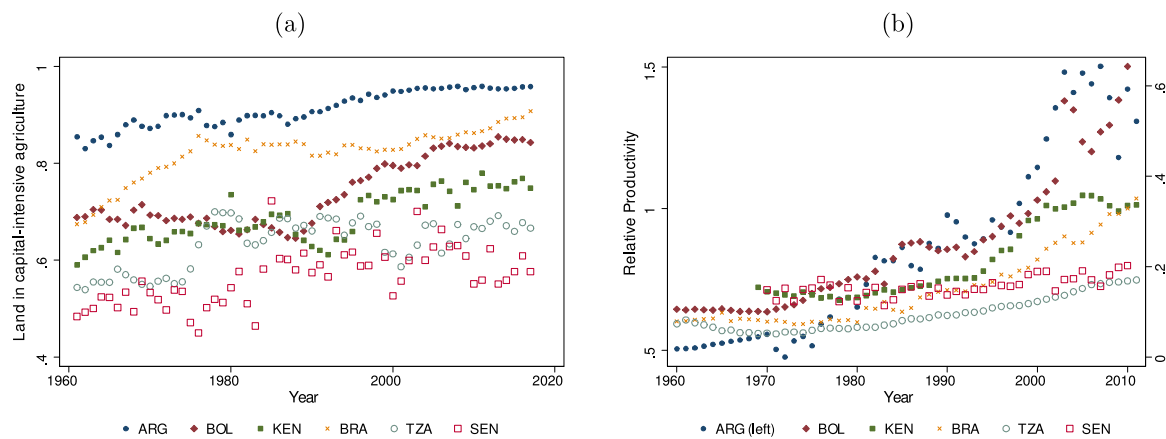 (a)
Land in capital-intensive agriculture
1
.8
.6
.4
1960
1980
2000
2020
Year
ARG
BOL
KEN
BRA
TZA
SEN
(b)
Relative Productivity
1.5
1
.5
.6
.4
.2
0
1960
1970
1980
1990
2000
2010
Year
ARG (left)
BOL
KEN
BRA
TZA
SEN